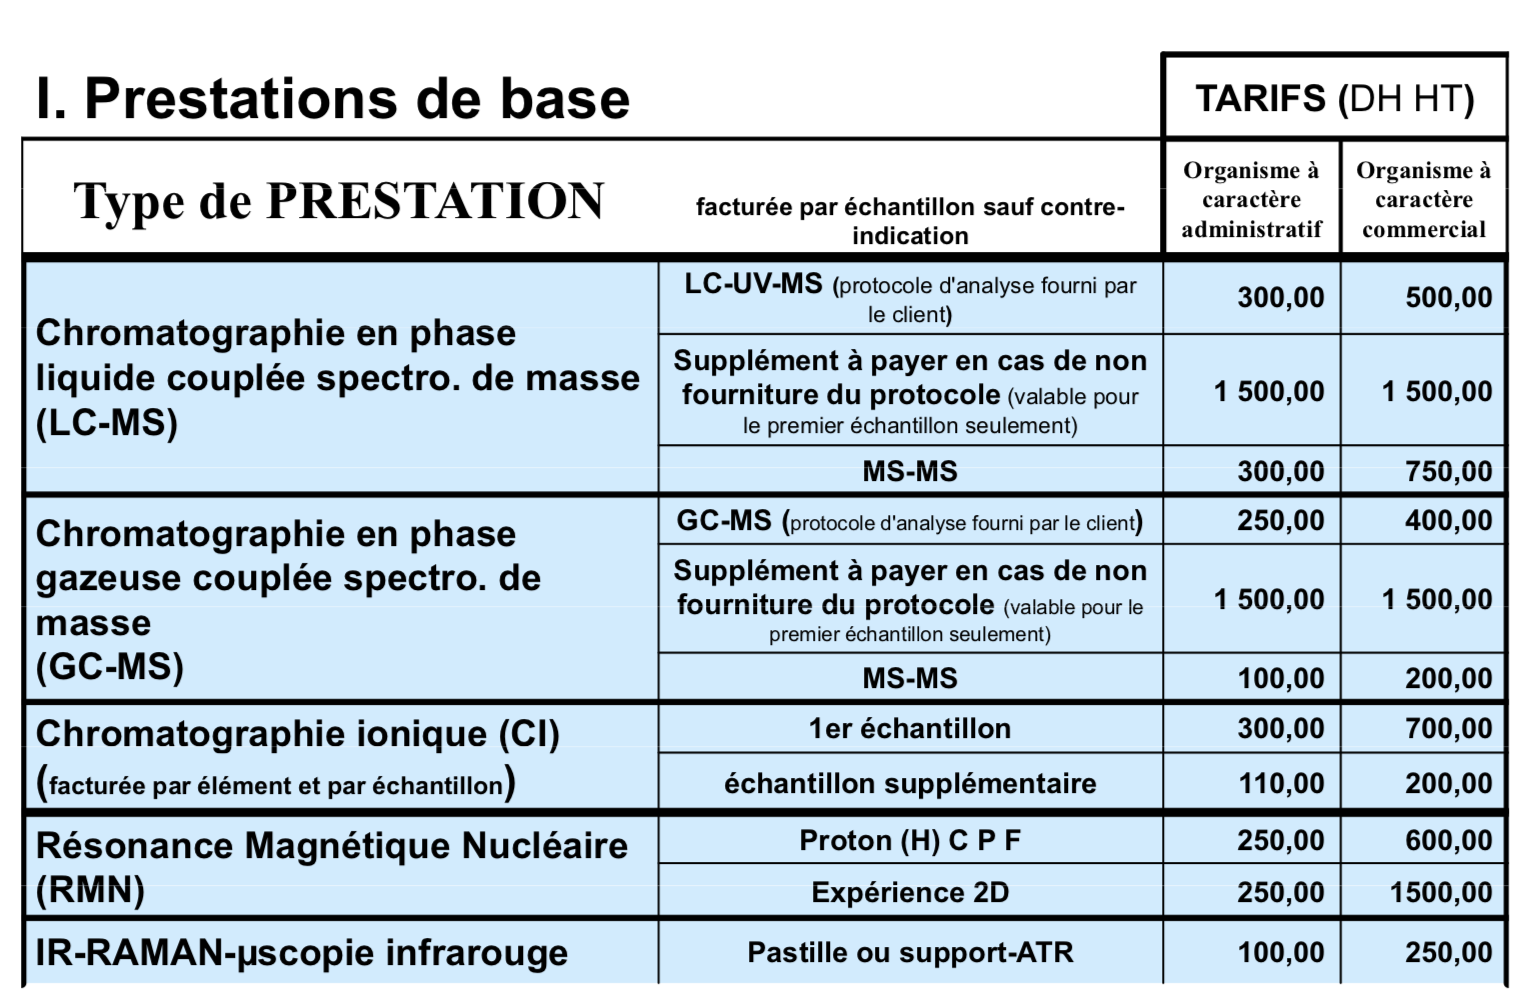 I. Prestations de base
TARIFS (DH HT)
Type de PRESTATION
facturée par échantillon sauf contre-
indication
Organisme à
caractère
administratif
Organisme à
caractère
commercial
Chromatographie en phase
liquide couplée spectro. de masse
(LC-MS)
LC-UV-MS (protocole d'analyse fourni par
le client)
300,00
500,00
Supplément à payer en cas de non
fourniture du protocole (valable pour
le premier échantillon seulement)
1 500,00
1 500,00
MS-MS
300,00
750,00
Chromatographie en phase
gazeuse couplée spectro. de
masse
(GC-MS)
GC-MS (protocole d'analyse fourni par le client)
250,00
400,00
Supplément à payer en cas de non
fourniture du protocole (valable pour le
premier échantillon seulement)
1 500,00
1 500,00
MS-MS
100,00
200,00
Chromatographie ionique (CI)
(facturée par élément et par échantillon)
1er échantillon
300,00
700,00
échantillon supplémentaire
110,00
200,00
Résonance Magnétique Nucléaire
(RMN)
Proton (H) C P F
250,00
600,00
Expérience 2D
250,00
1500,00
IR-RAMAN-µscopie infrarouge
Pastille ou support-ATR
100,00
250,00